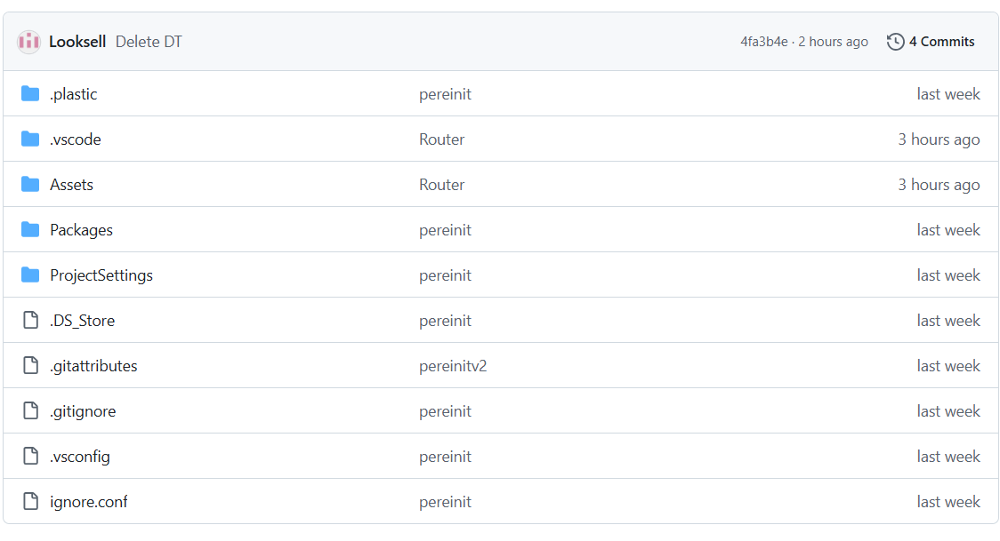 Looksell Delete DT 4fa3b4e · 2 hours ago 4 Commits
.plastic pereinit last week
.vscode Router 3 hours ago
Assets Router 3 hours ago
Packages pereinit last week
ProjectSettings pereinit last week
.DS_Store pereinit last week
.gitattributes pereinitv2 last week
.gitignore pereinit last week
.vsconfig pereinit last week
ignore.conf pereinit last week